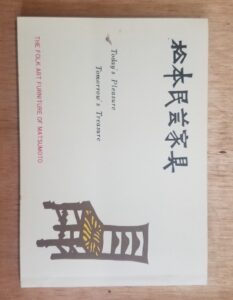 松本民芸家具
Today's Pleasure
Tomorrow's Treasure
THE FOLK ART FURNITURE OF MATSUMOTO